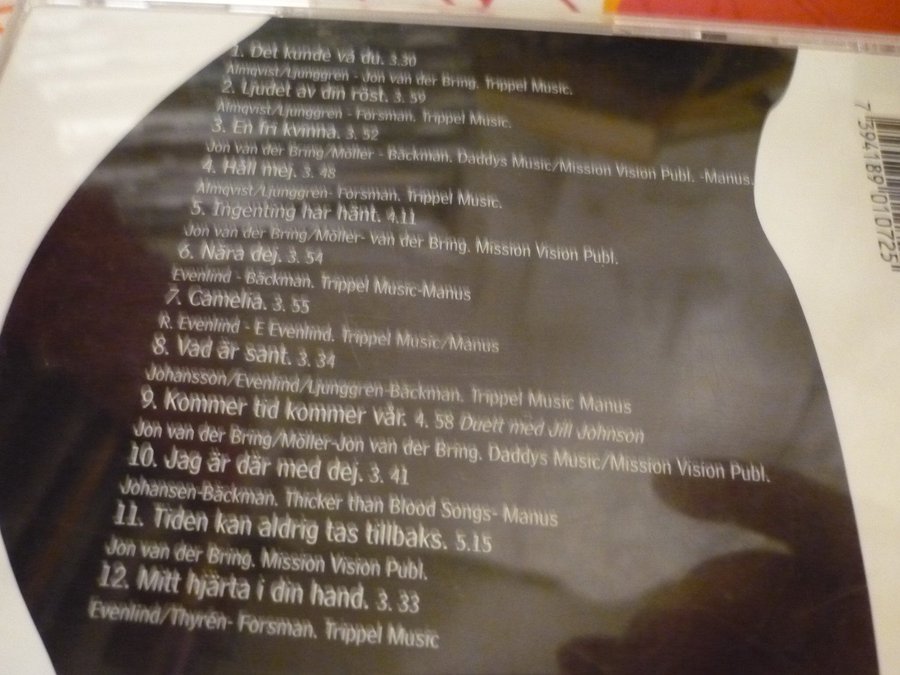 1. Det kunde va du. 3.30
Almqvist/Ljunggren - Jon van der Bring. Trippel Music.
2. Ljudet av din röst. 3. 59
Almqvist/Ljunggren - Forsman. Trippel Music.
3. En fri kvinna. 3. 52
Jon van der Bring/Möller - Bäckman. Daddys Music/Mission Vision Publ. -Manus.
4. Håll mej. 3. 48
Almqvist/Ljunggren- Forsman. Trippel Music.
5. Ingenting har hänt. 4.11
Jon van der Bring/Möller- van der Bring. Mission Vision Publ.
6. Nära dej. 3. 54
Evenlind - Bäckman. Trippel Music-Manus
7. Camelia. 3. 55
R. Evenlind - E Evenlind. Trippel Music/Manus
8. Vad är sant. 3. 34
Johansson/Evenlind/Ljunggren-Bäckman. Trippel Music Manus
9. Kommer tid kommer vår. 4. 58 Duett med Jill Johnson
Jon van der Bring/Möller-Jon van der Bring. Daddys Music/Mission Vision Publ.
10. Jag är där med dej. 3. 41
Johansen-Bäckman. Thicker than Blood Songs- Manus
11. Tiden kan aldrig tas tillbaks. 5.15
Jon van der Bring. Mission Vision Publ.
12. Mitt hjärta i din hand. 3. 33
Evenlind/Thyrén- Forsman. Trippel Music
7 394189 010725